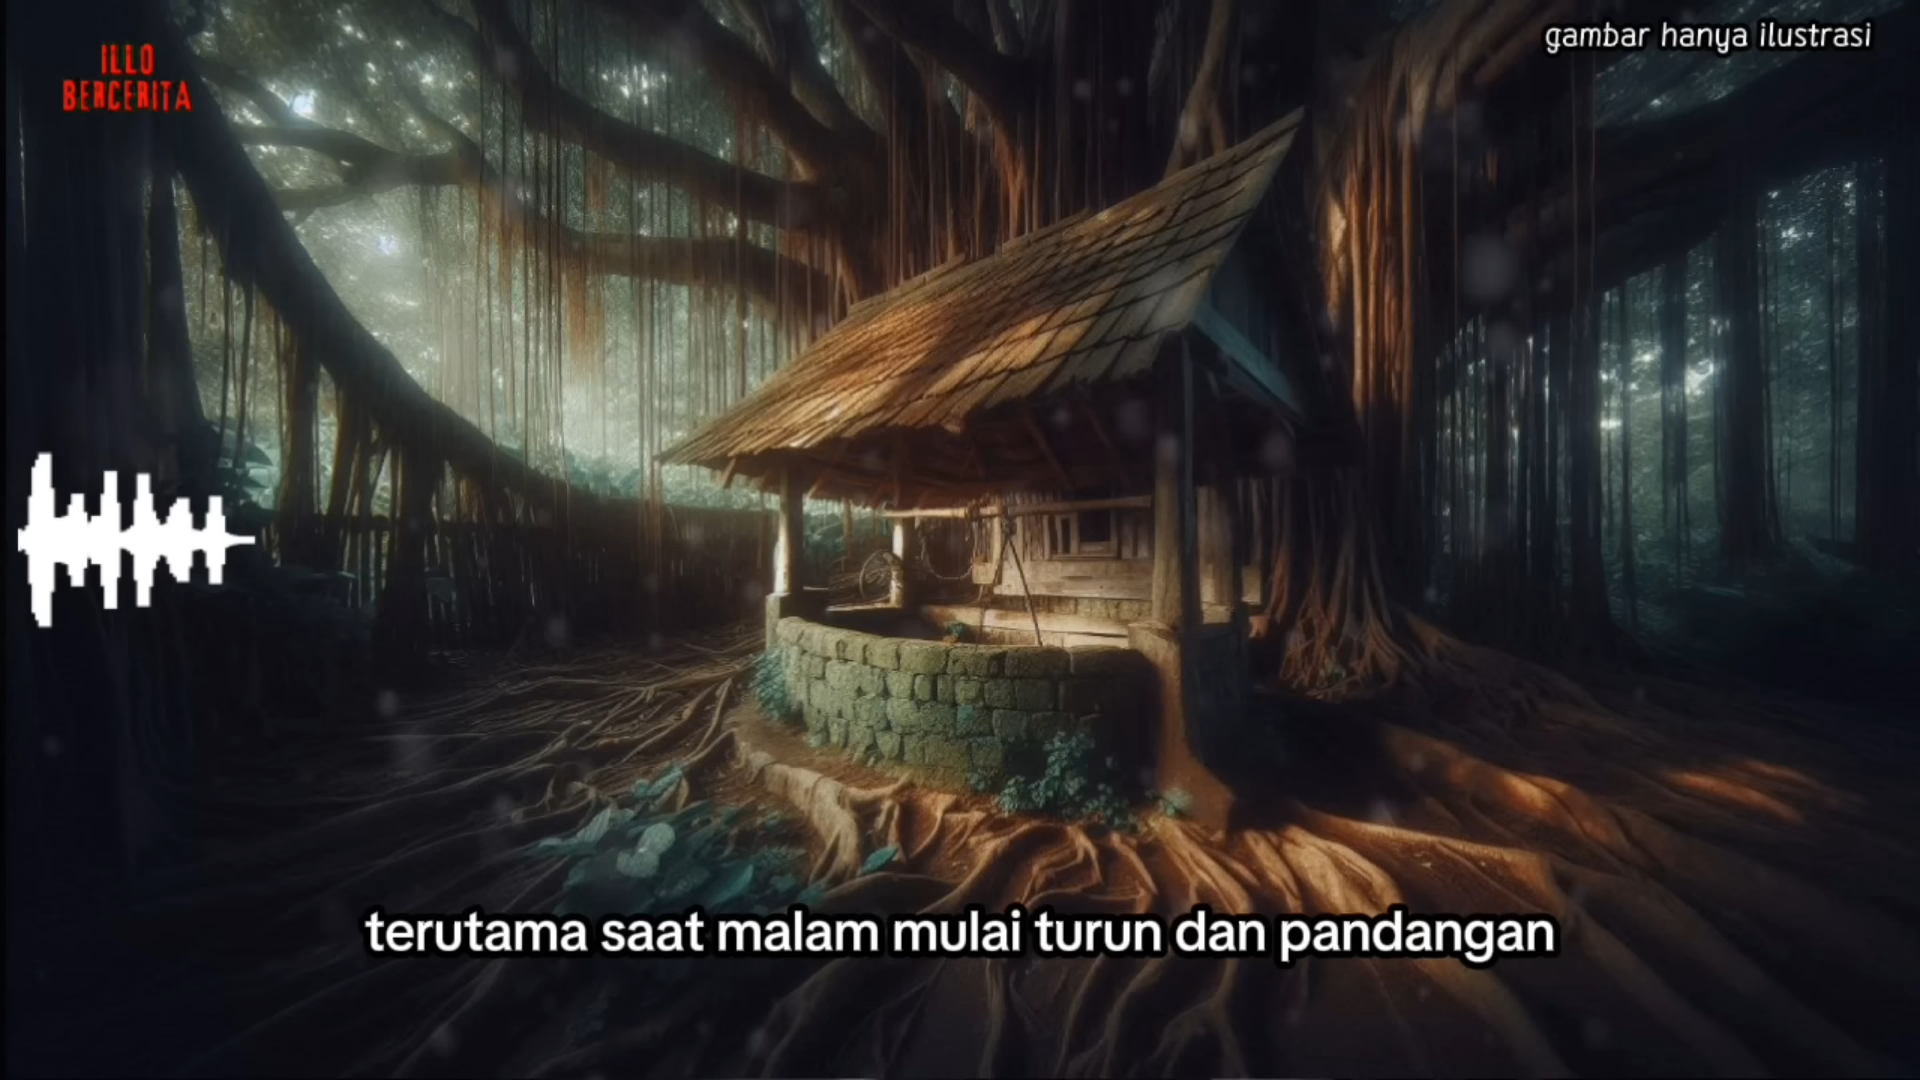 ILLO
BERCERITA
gambar hanya ilustrasi
terutama saat malam mulai turun dan pandangan